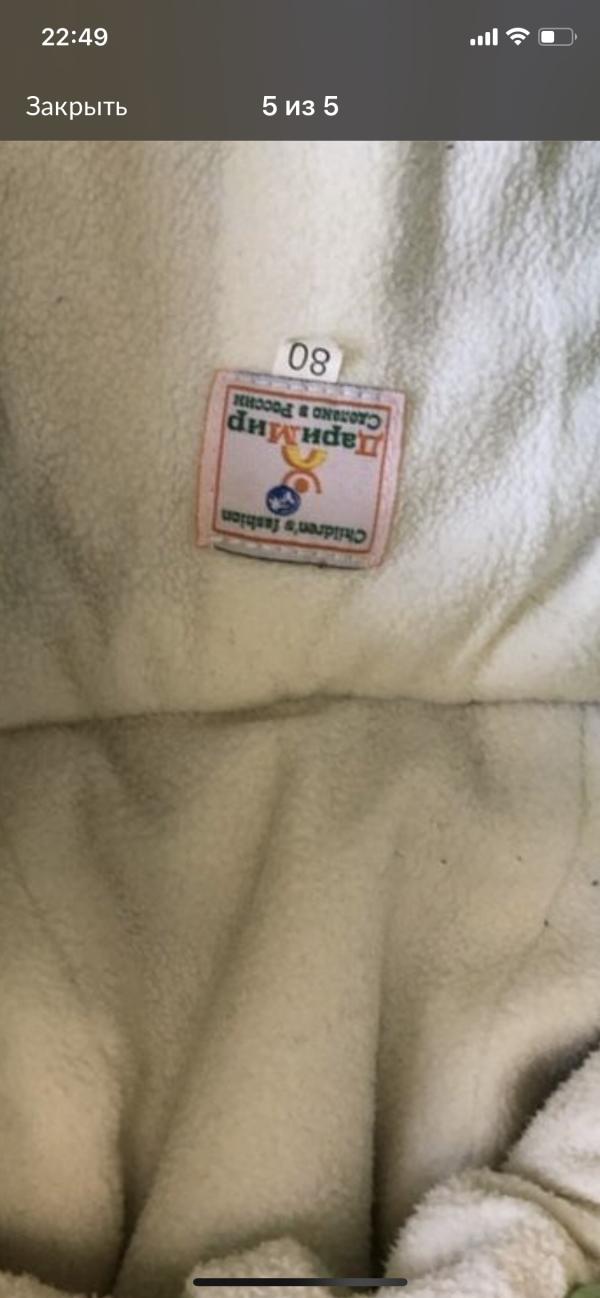 22:49
Закрыть
5 из 5
Children's fashion
ДариМир
Сделано в России
80